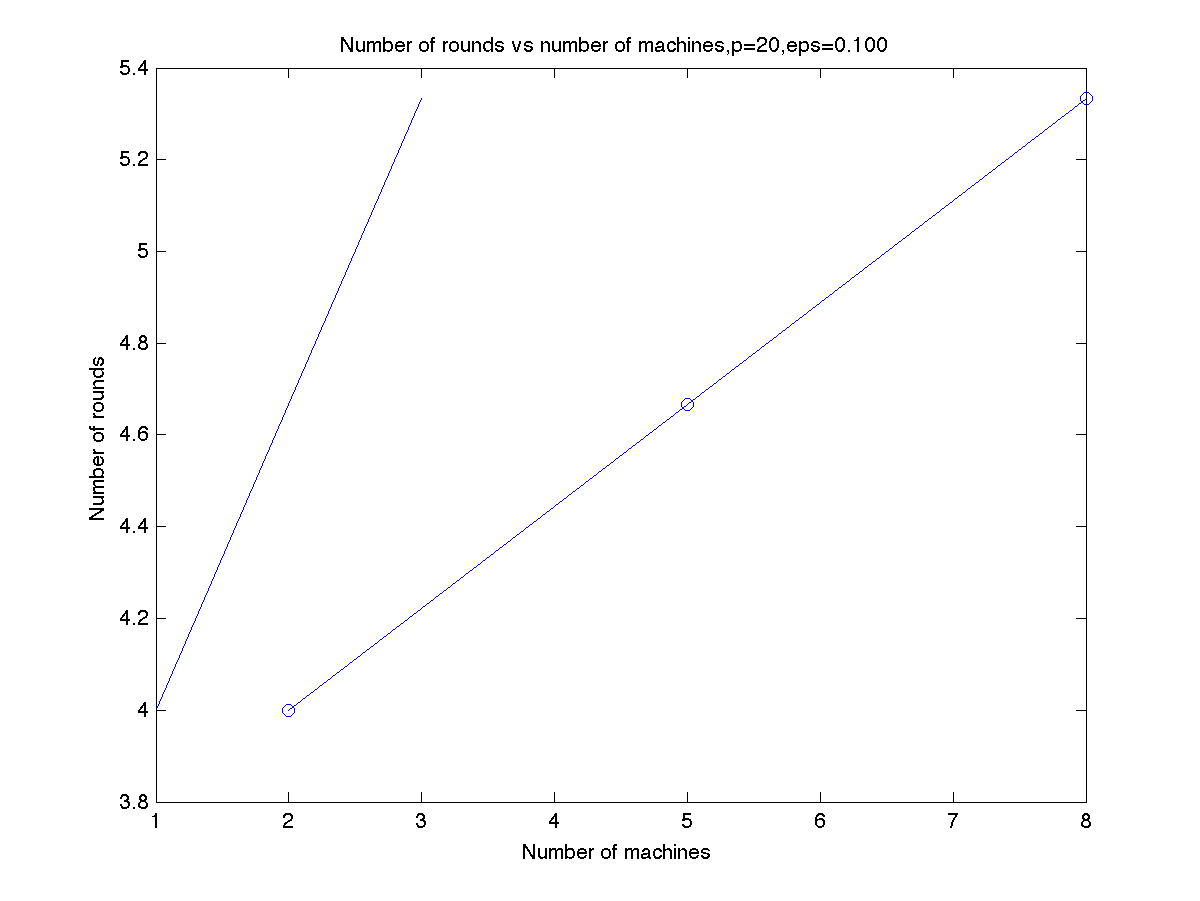 Number of rounds vs number of machines,p=20,eps=0.100
5.4
5.2
5
4.8
4.6
4.4
4.2
4
3.8
Number of rounds
1 2 3 4 5 6 7 8
Number of machines